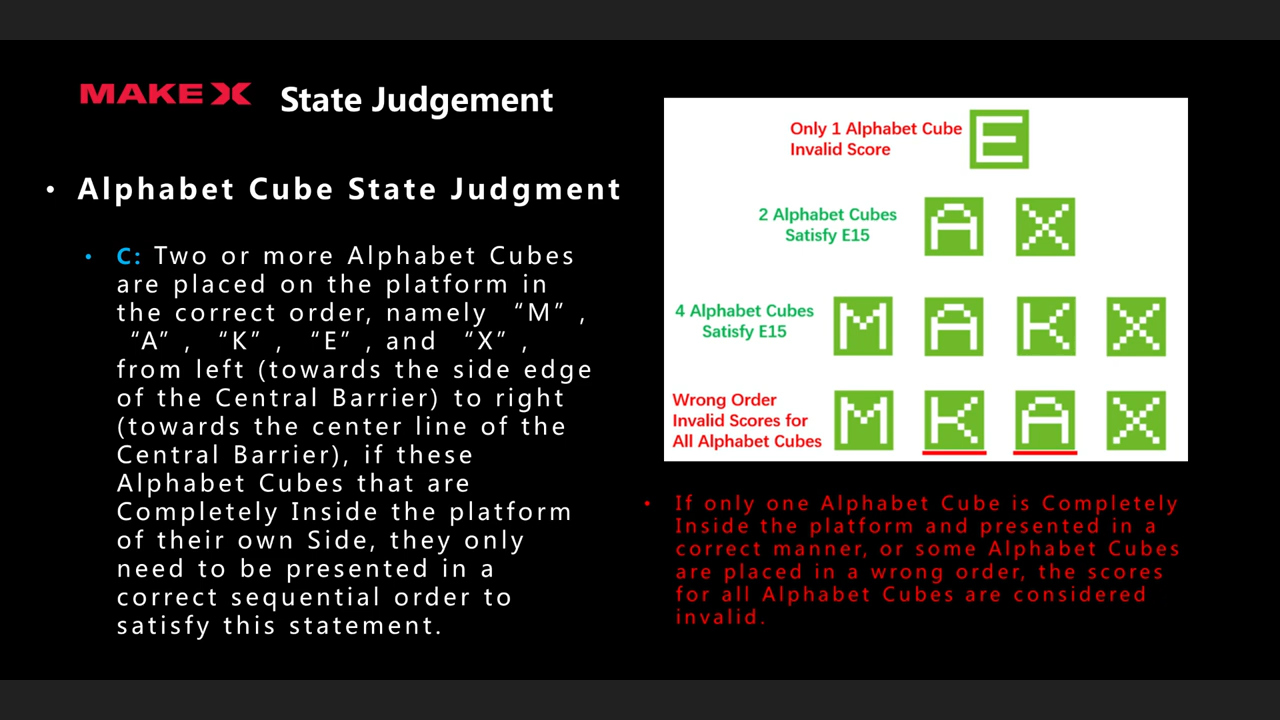 MAKEX State Judgement
• Alphabet Cube State Judgment
• C: Two or more Alphabet Cubes
are placed on the platform in
the correct order, namely “M”,
“A”, “K”, “E”, and “X”,
from left (towards the side edge
of the Central Barrier) to right
(towards the center line of the
Central Barrier), if these
Alphabet Cubes that are
Completely Inside the platform
of their own Side, they only
need to be presented in a
correct sequential order to
satisfy this statement.
Only 1 Alphabet Cube
Invalid Score
E
2 Alphabet Cubes
Satisfy E15
A X
4 Alphabet Cubes
Satisfy E15
M A K X
Wrong Order
Invalid Scores for
All Alphabet Cubes
M K A X
• If only one Alphabet Cube is Completely
Inside the platform and presented in a
correct manner, or some Alphabet Cubes
are placed in a wrong order, the scores
for all Alphabet Cubes are considered
invalid.